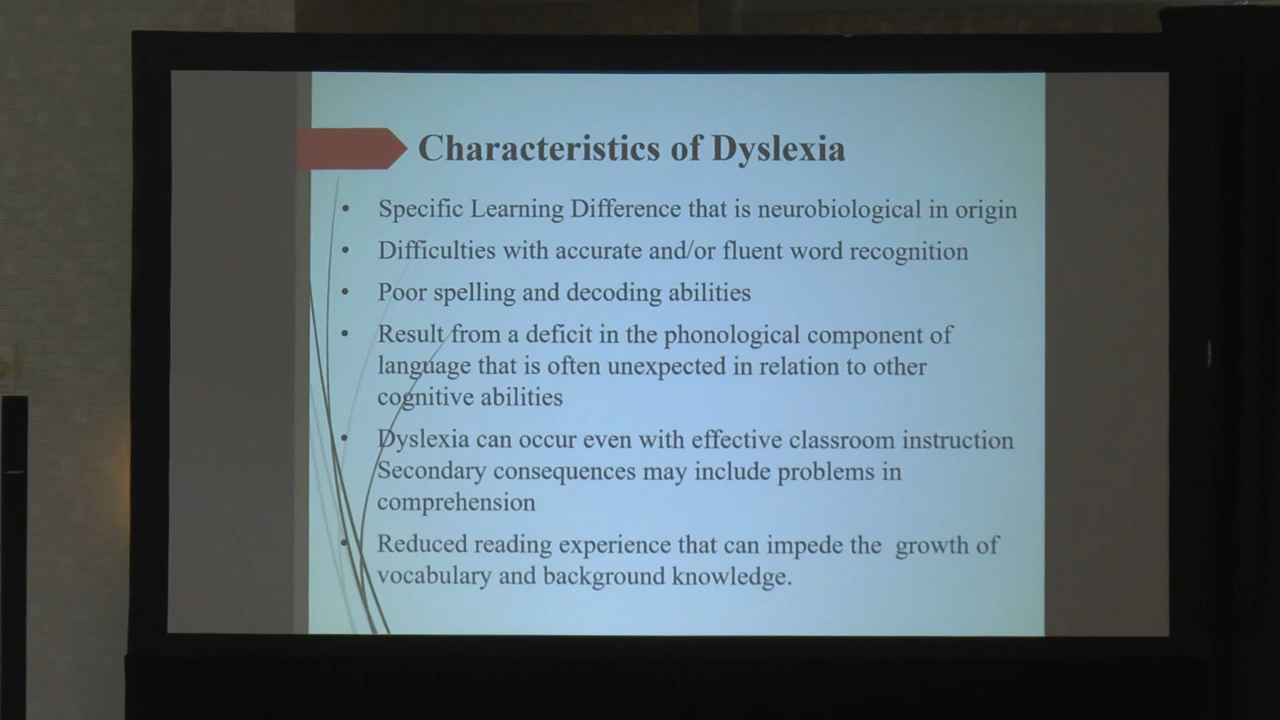 Characteristics of Dyslexia
• Specific Learning Difference that is neurobiological in origin
• Difficulties with accurate and/or fluent word recognition
• Poor spelling and decoding abilities
• Result from a deficit in the phonological component of
language that is often unexpected in relation to other
cognitive abilities
• Dyslexia can occur even with effective classroom instruction
Secondary consequences may include problems in
comprehension
• Reduced reading experience that can impede the growth of
vocabulary and background knowledge.